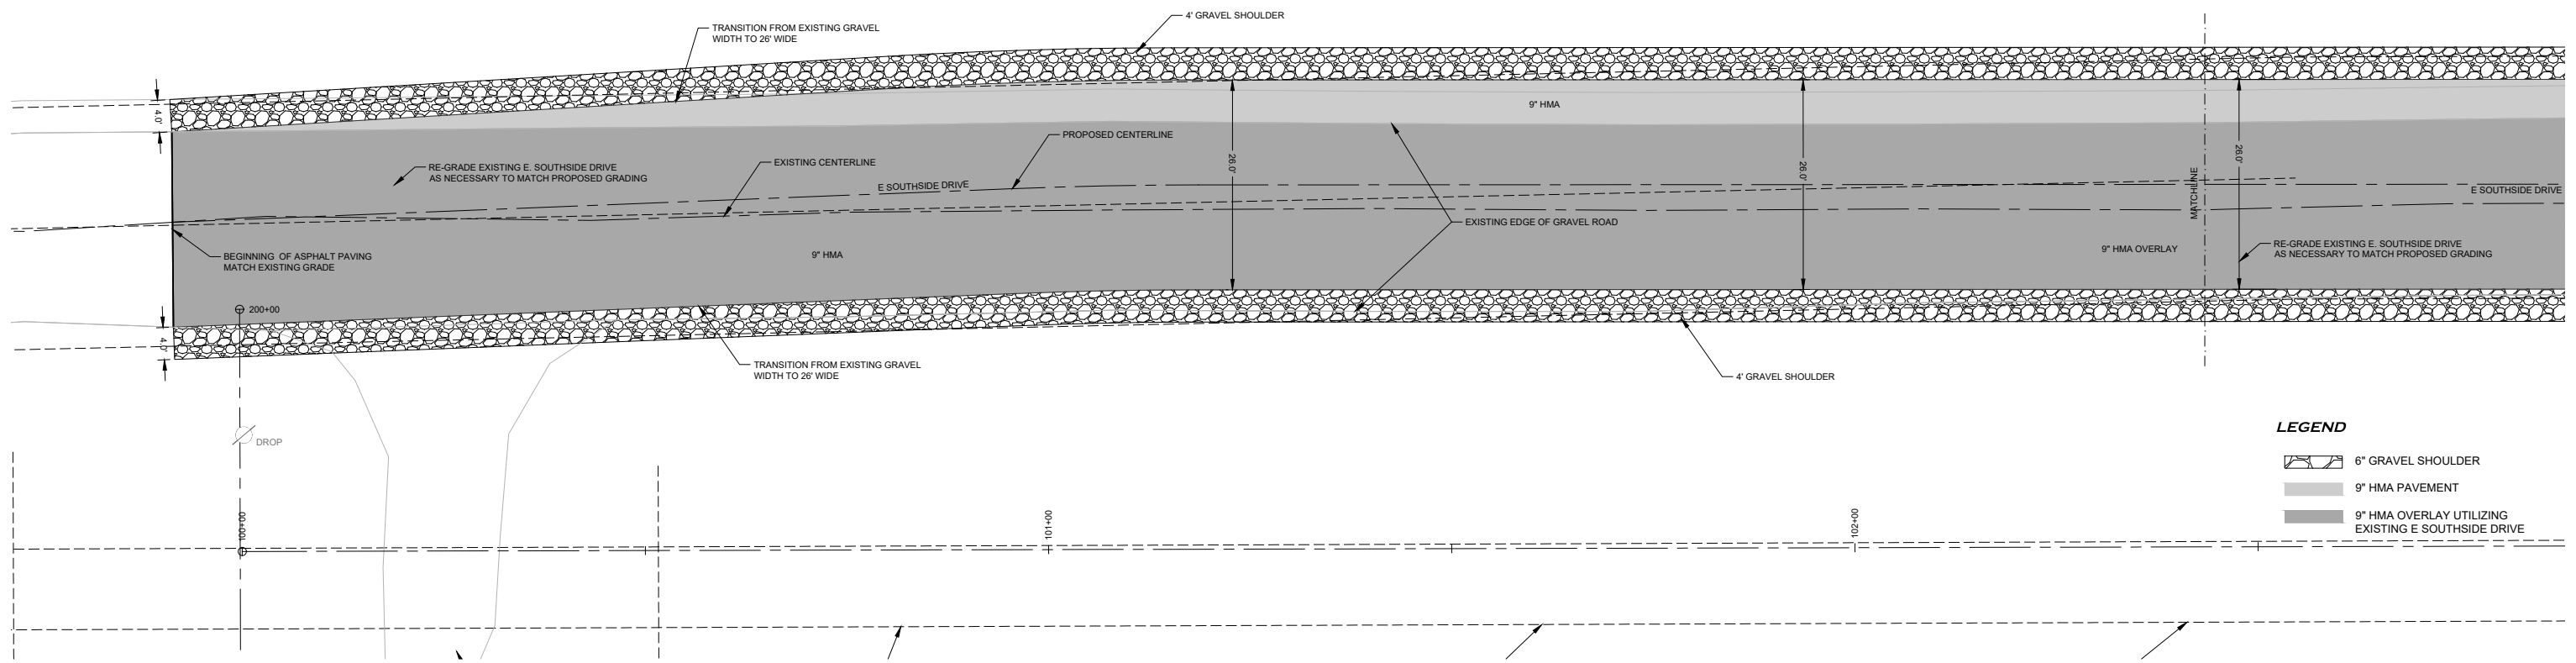 4' GRAVEL SHOULDER
TRANSITION FROM EXISTING GRAVEL
WIDTH TO 26' WIDE
4.0'
9" HMA
PROPOSED CENTERLINE
EXISTING CENTERLINE
RE-GRADE EXISTING E. SOUTHSIDE DRIVE
AS NECESSARY TO MATCH PROPOSED GRADING
E SOUTHSIDE DRIVE
26.0'
26.0'
26.0'
MATCHLINE
E SOUTHSIDE DRIVE
EXISTING EDGE OF GRAVEL ROAD
BEGINNING OF ASPHALT PAVING
MATCH EXISTING GRADE
9" HMA
9" HMA OVERLAY
RE-GRADE EXISTING E. SOUTHSIDE DRIVE
AS NECESSARY TO MATCH PROPOSED GRADING
200+00
4.0'
TRANSITION FROM EXISTING GRAVEL
WIDTH TO 26' WIDE
4' GRAVEL SHOULDER
DROP
LEGEND
6" GRAVEL SHOULDER
9" HMA PAVEMENT
9" HMA OVERLAY UTILIZING
EXISTING E SOUTHSIDE DRIVE
100+00
101+00
102+00